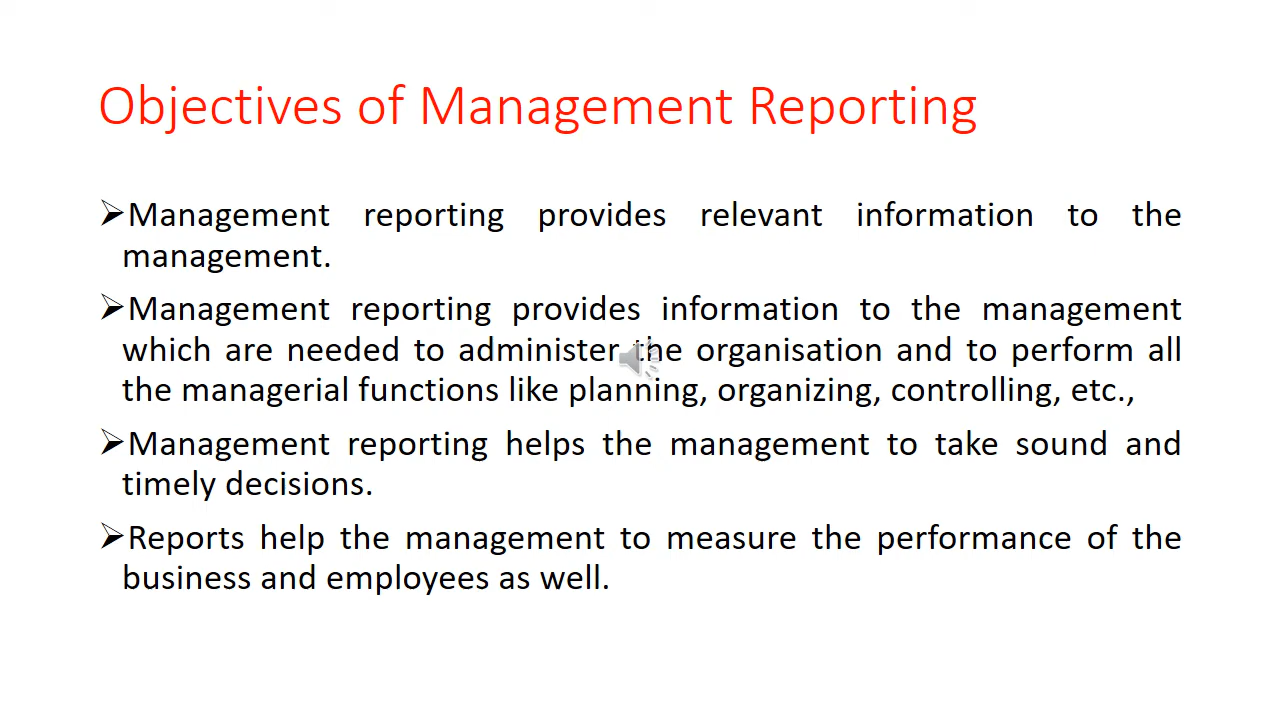 Objectives of Management Reporting
➢Management reporting provides relevant information to the
management.
➢Management reporting provides information to the management
which are needed to administer the organisation and to perform all
the managerial functions like planning, organizing, controlling, etc.,
➢Management reporting helps the management to take sound and
timely decisions.
➢Reports help the management to measure the performance of the
business and employees as well.